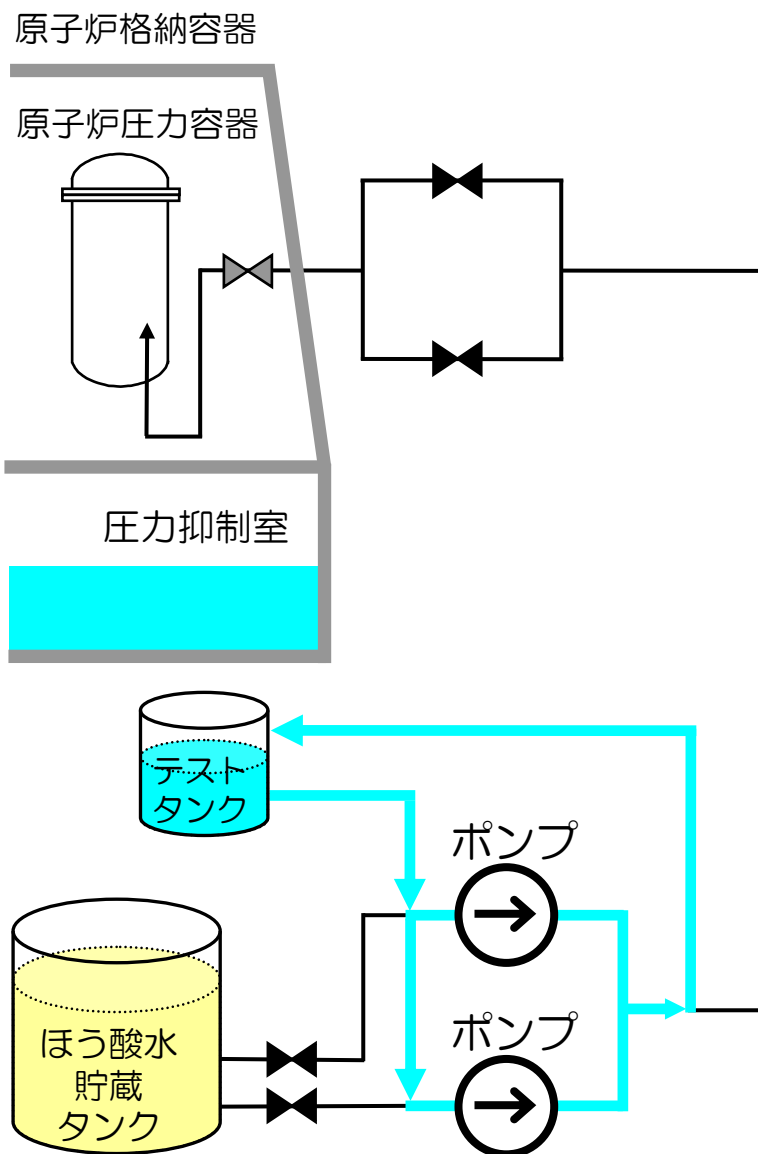 原子炉格納容器
原子炉圧力容器
圧力抑制室
テスト
タンク
ポンプ
ほう酸水
貯蔵
タンク
ポンプ